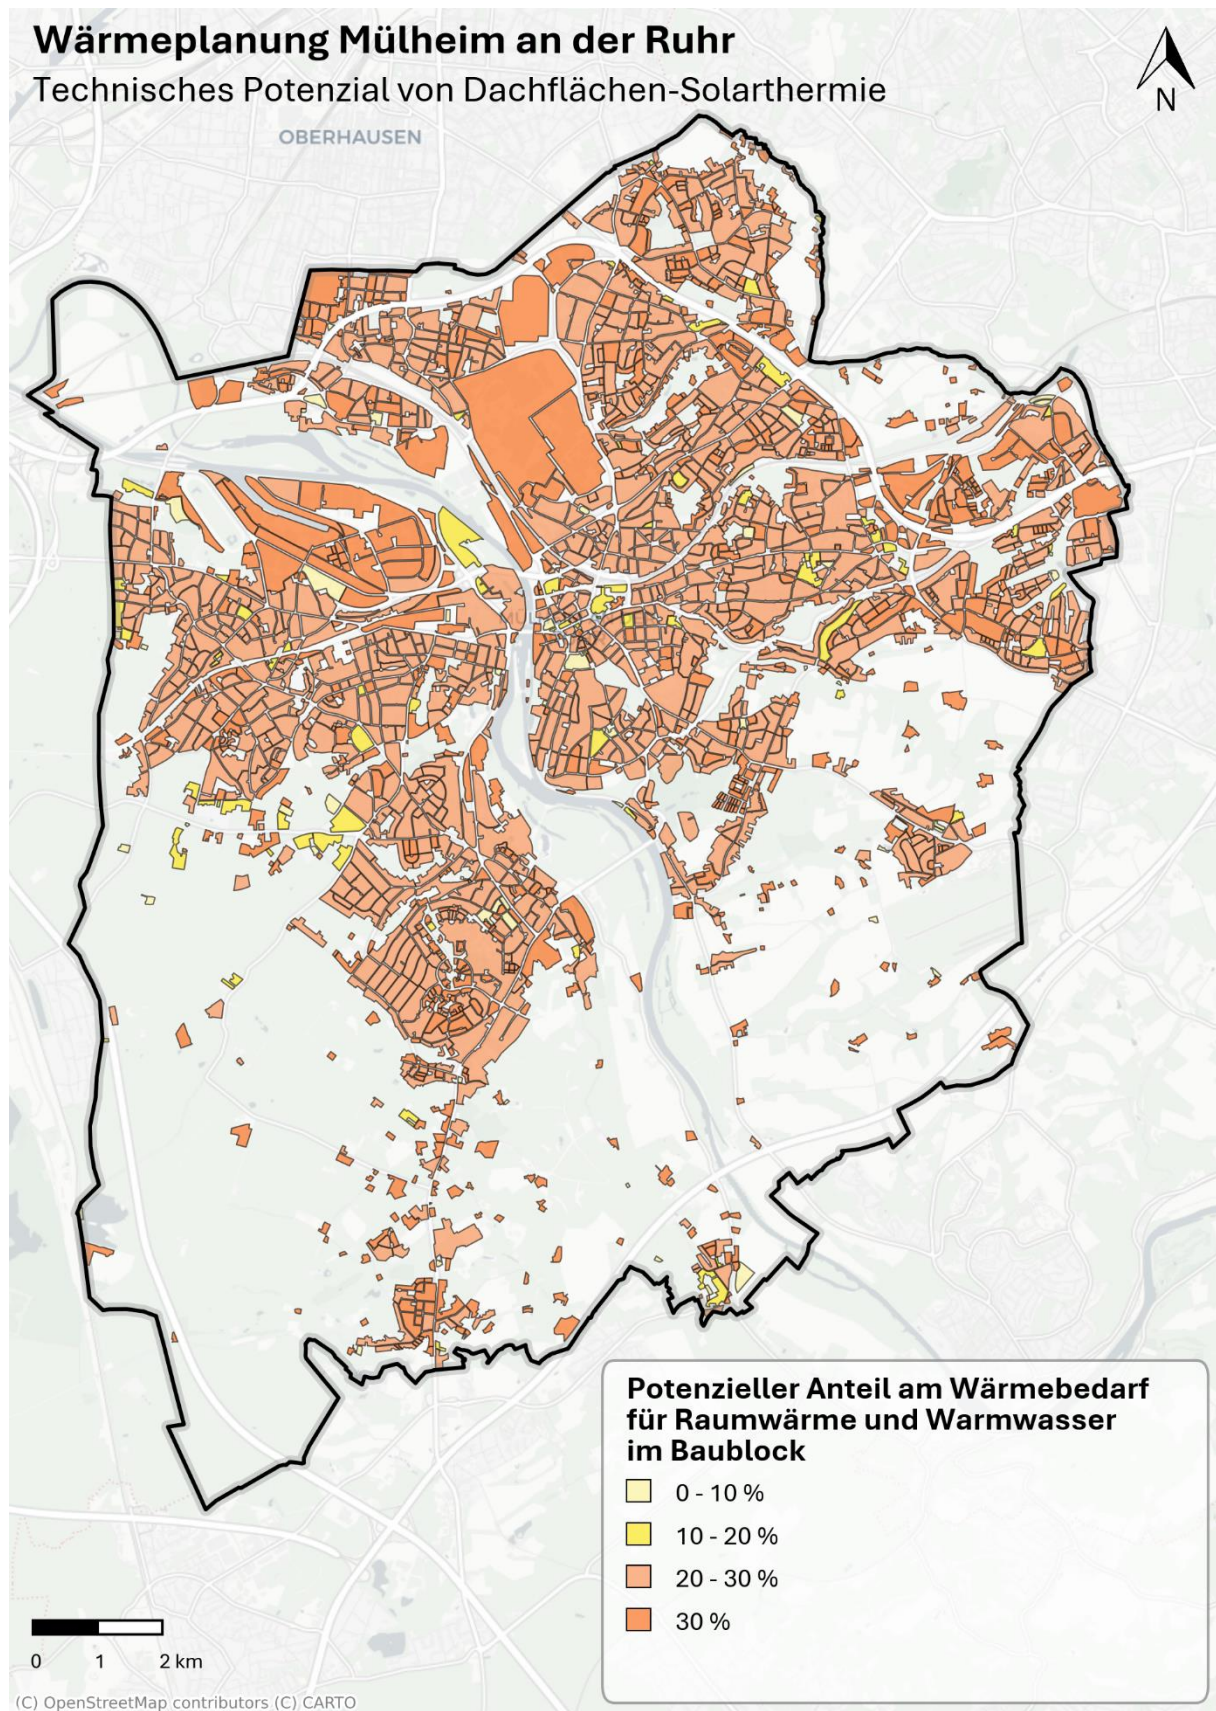 Wärmeplanung Mülheim an der Ruhr
Technisches Potenzial von Dachflächen-Solarthermie
N
OBERHAUSEN
Potenzieller Anteil am Wärmebedarf
für Raumwärme und Warmwasser
im Baublock
0 - 10 %
10 - 20 %
20 - 30 %
30 %
0 1 2 km
(C) OpenStreetMap contributors (C) CARTO